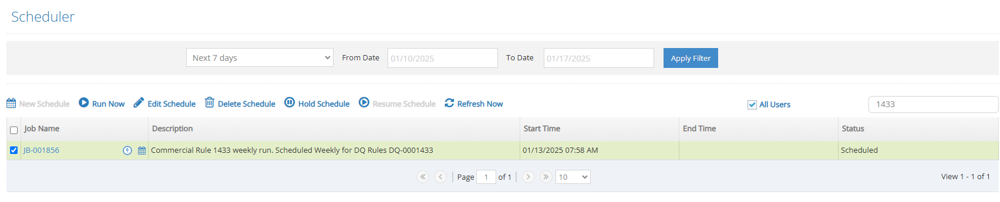 Scheduler
Next 7 days From Date 01/10/2025 To Date 01/17/2025 Apply Filter
New Schedule Run Now Edit Schedule Delete Schedule Hold Schedule Resume Schedule Refresh Now All Users 1433
Job Name Description Start Time End Time Status
JB-001856 Commercial Rule 1433 weekly run. Scheduled Weekly for DQ Rules DQ-0001433 01/13/2025 07:58 AM Scheduled
Page 1 of 1 10 View 1 - 1 of 1